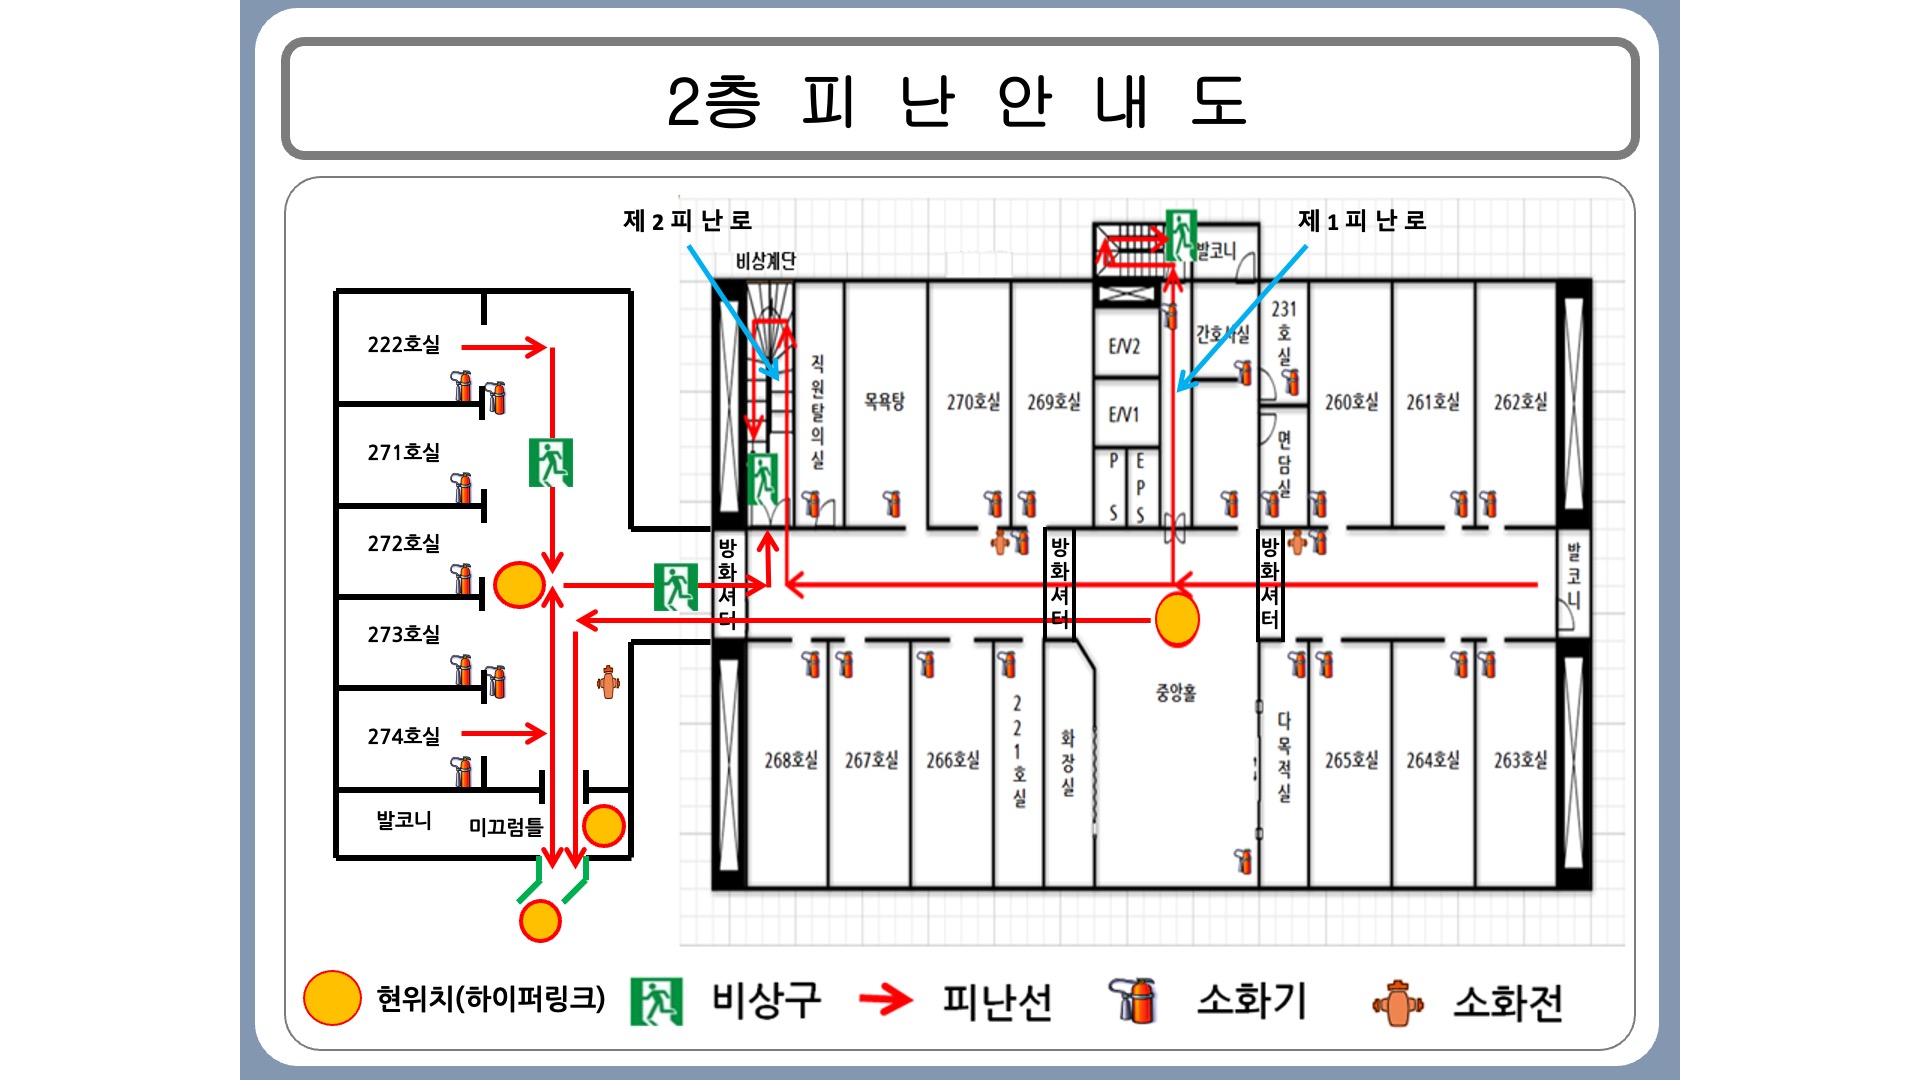 2층 피 난 안 내 도
제 2 피 난 로
제 1 피 난 로
비상계단
발코니
222호실
271호실
272호실
273호실
274호실
발코니
미끄럼틀
직원탈의실
목욕탕
270호실
269호실
E/V2
E/V1
P S
E P S
간호사실
231호실
면담실
260호실
261호실
262호실
방화셔터
방화셔터
방화셔터
발코니
268호실
267호실
266호실
221호실
화장실
중앙홀
다목적실
265호실
264호실
263호실
현위치(하이퍼링크)
비상구
피난선
소화기
소화전